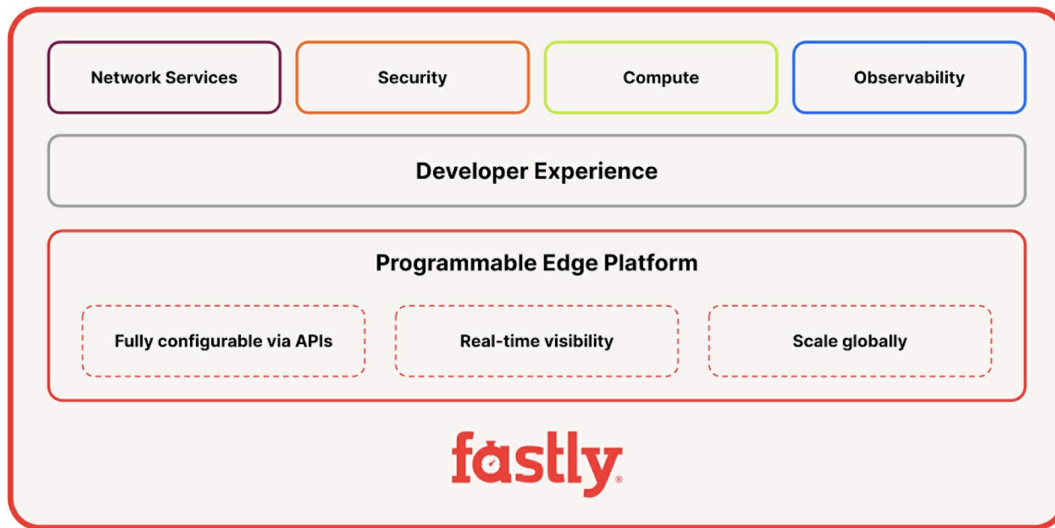 Network Services
Security
Compute
Observability
Developer Experience
Programmable Edge Platform
Fully configurable via APIs
Real-time visibility
Scale globally
fastly®